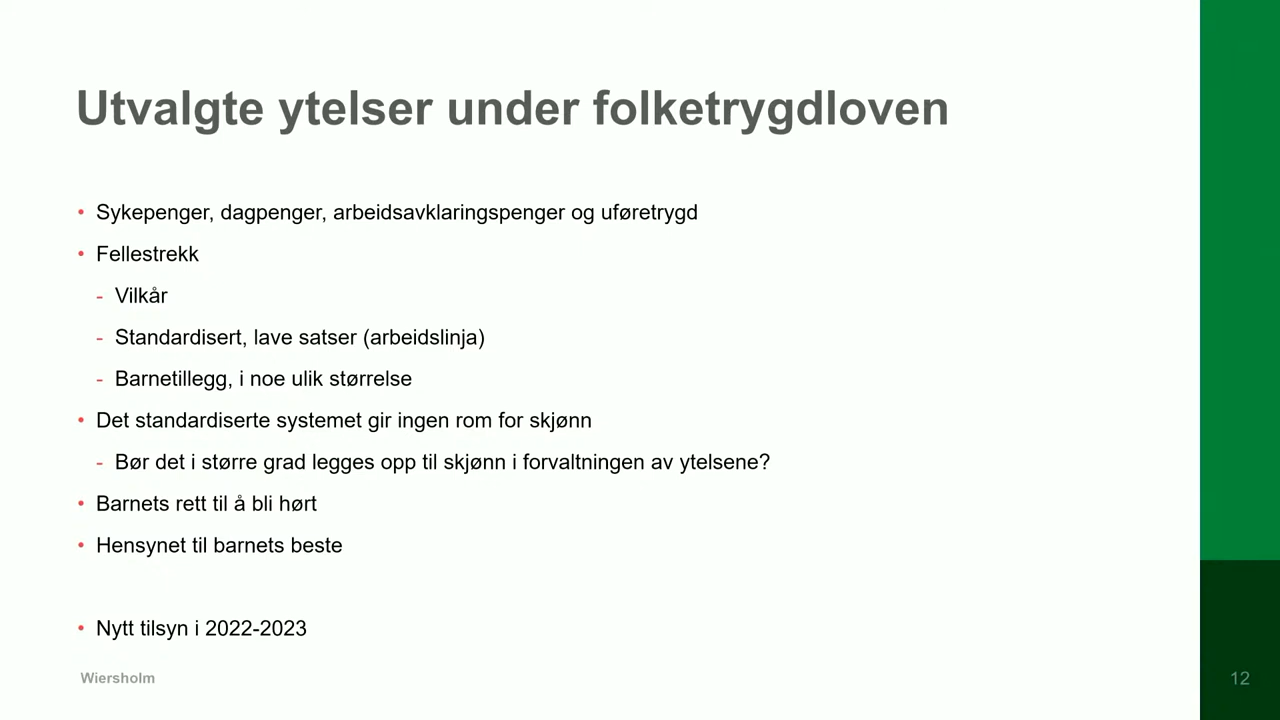 Utvalgte ytelser under folketrygdloven
• Sykepenger, dagpenger, arbeidsavklaringspenger og uføretrygd
• Fellestrekk
- Vilkår
- Standardisert, lave satser (arbeidslinja)
- Barnetillegg, i noe ulik størrelse
• Det standardiserte systemet gir ingen rom for skjønn
- Bør det i større grad legges opp til skjønn i forvaltningen av ytelsene?
• Barnets rett til å bli hørt
• Hensynet til barnets beste
• Nytt tilsyn i 2022-2023
Wiersholm
12